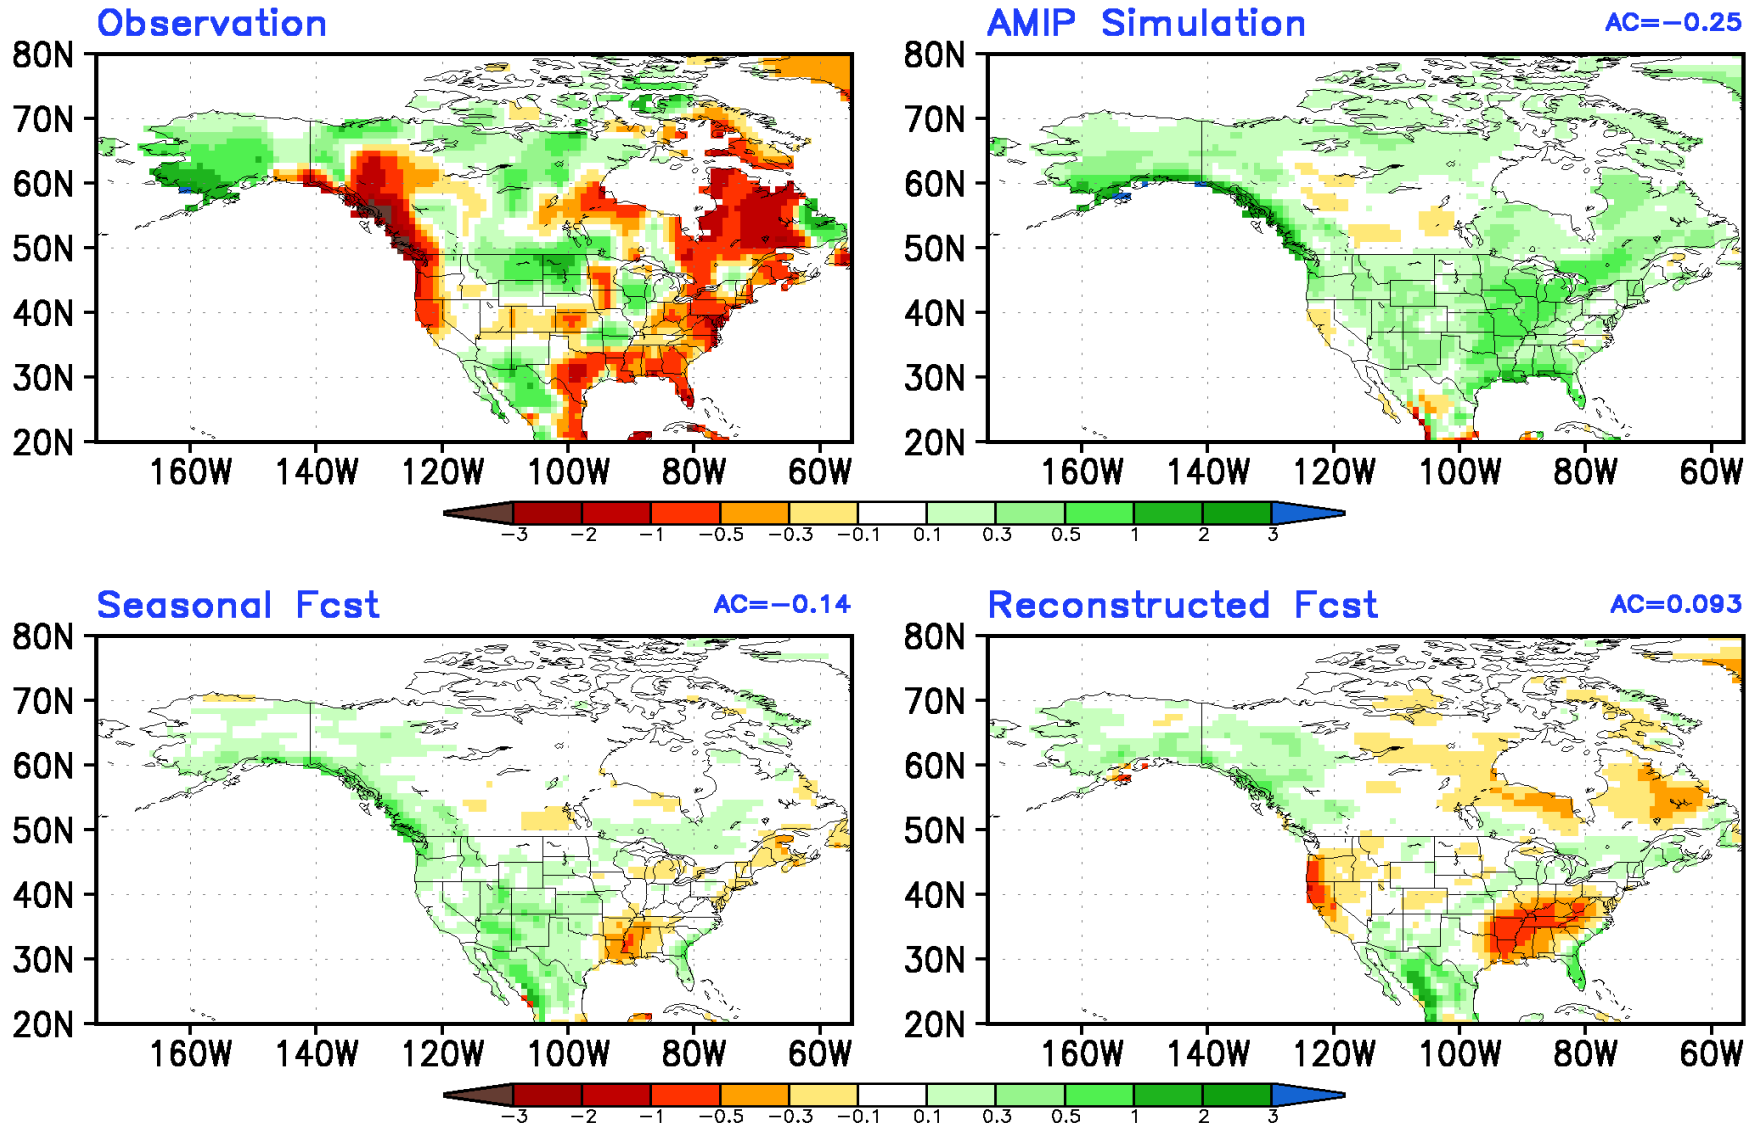 Observation
AMIP Simulation AC=-0.25
80N 80N
70N 70N
60N 60N
50N 50N
40N 40N
30N 30N
20N 20N
160W 140W 120W 100W 80W 60W 160W 140W 120W 100W 80W 60W
-3 -2 -1 -0.5 -0.3 -0.1 0.1 0.3 0.5 1 2 3
Seasonal Fcst AC=-0.14
Reconstructed Fcst AC=0.093
80N 80N
70N 70N
60N 60N
50N 50N
40N 40N
30N 30N
20N 20N
160W 140W 120W 100W 80W 60W 160W 140W 120W 100W 80W 60W
-3 -2 -1 -0.5 -0.3 -0.1 0.1 0.3 0.5 1 2 3